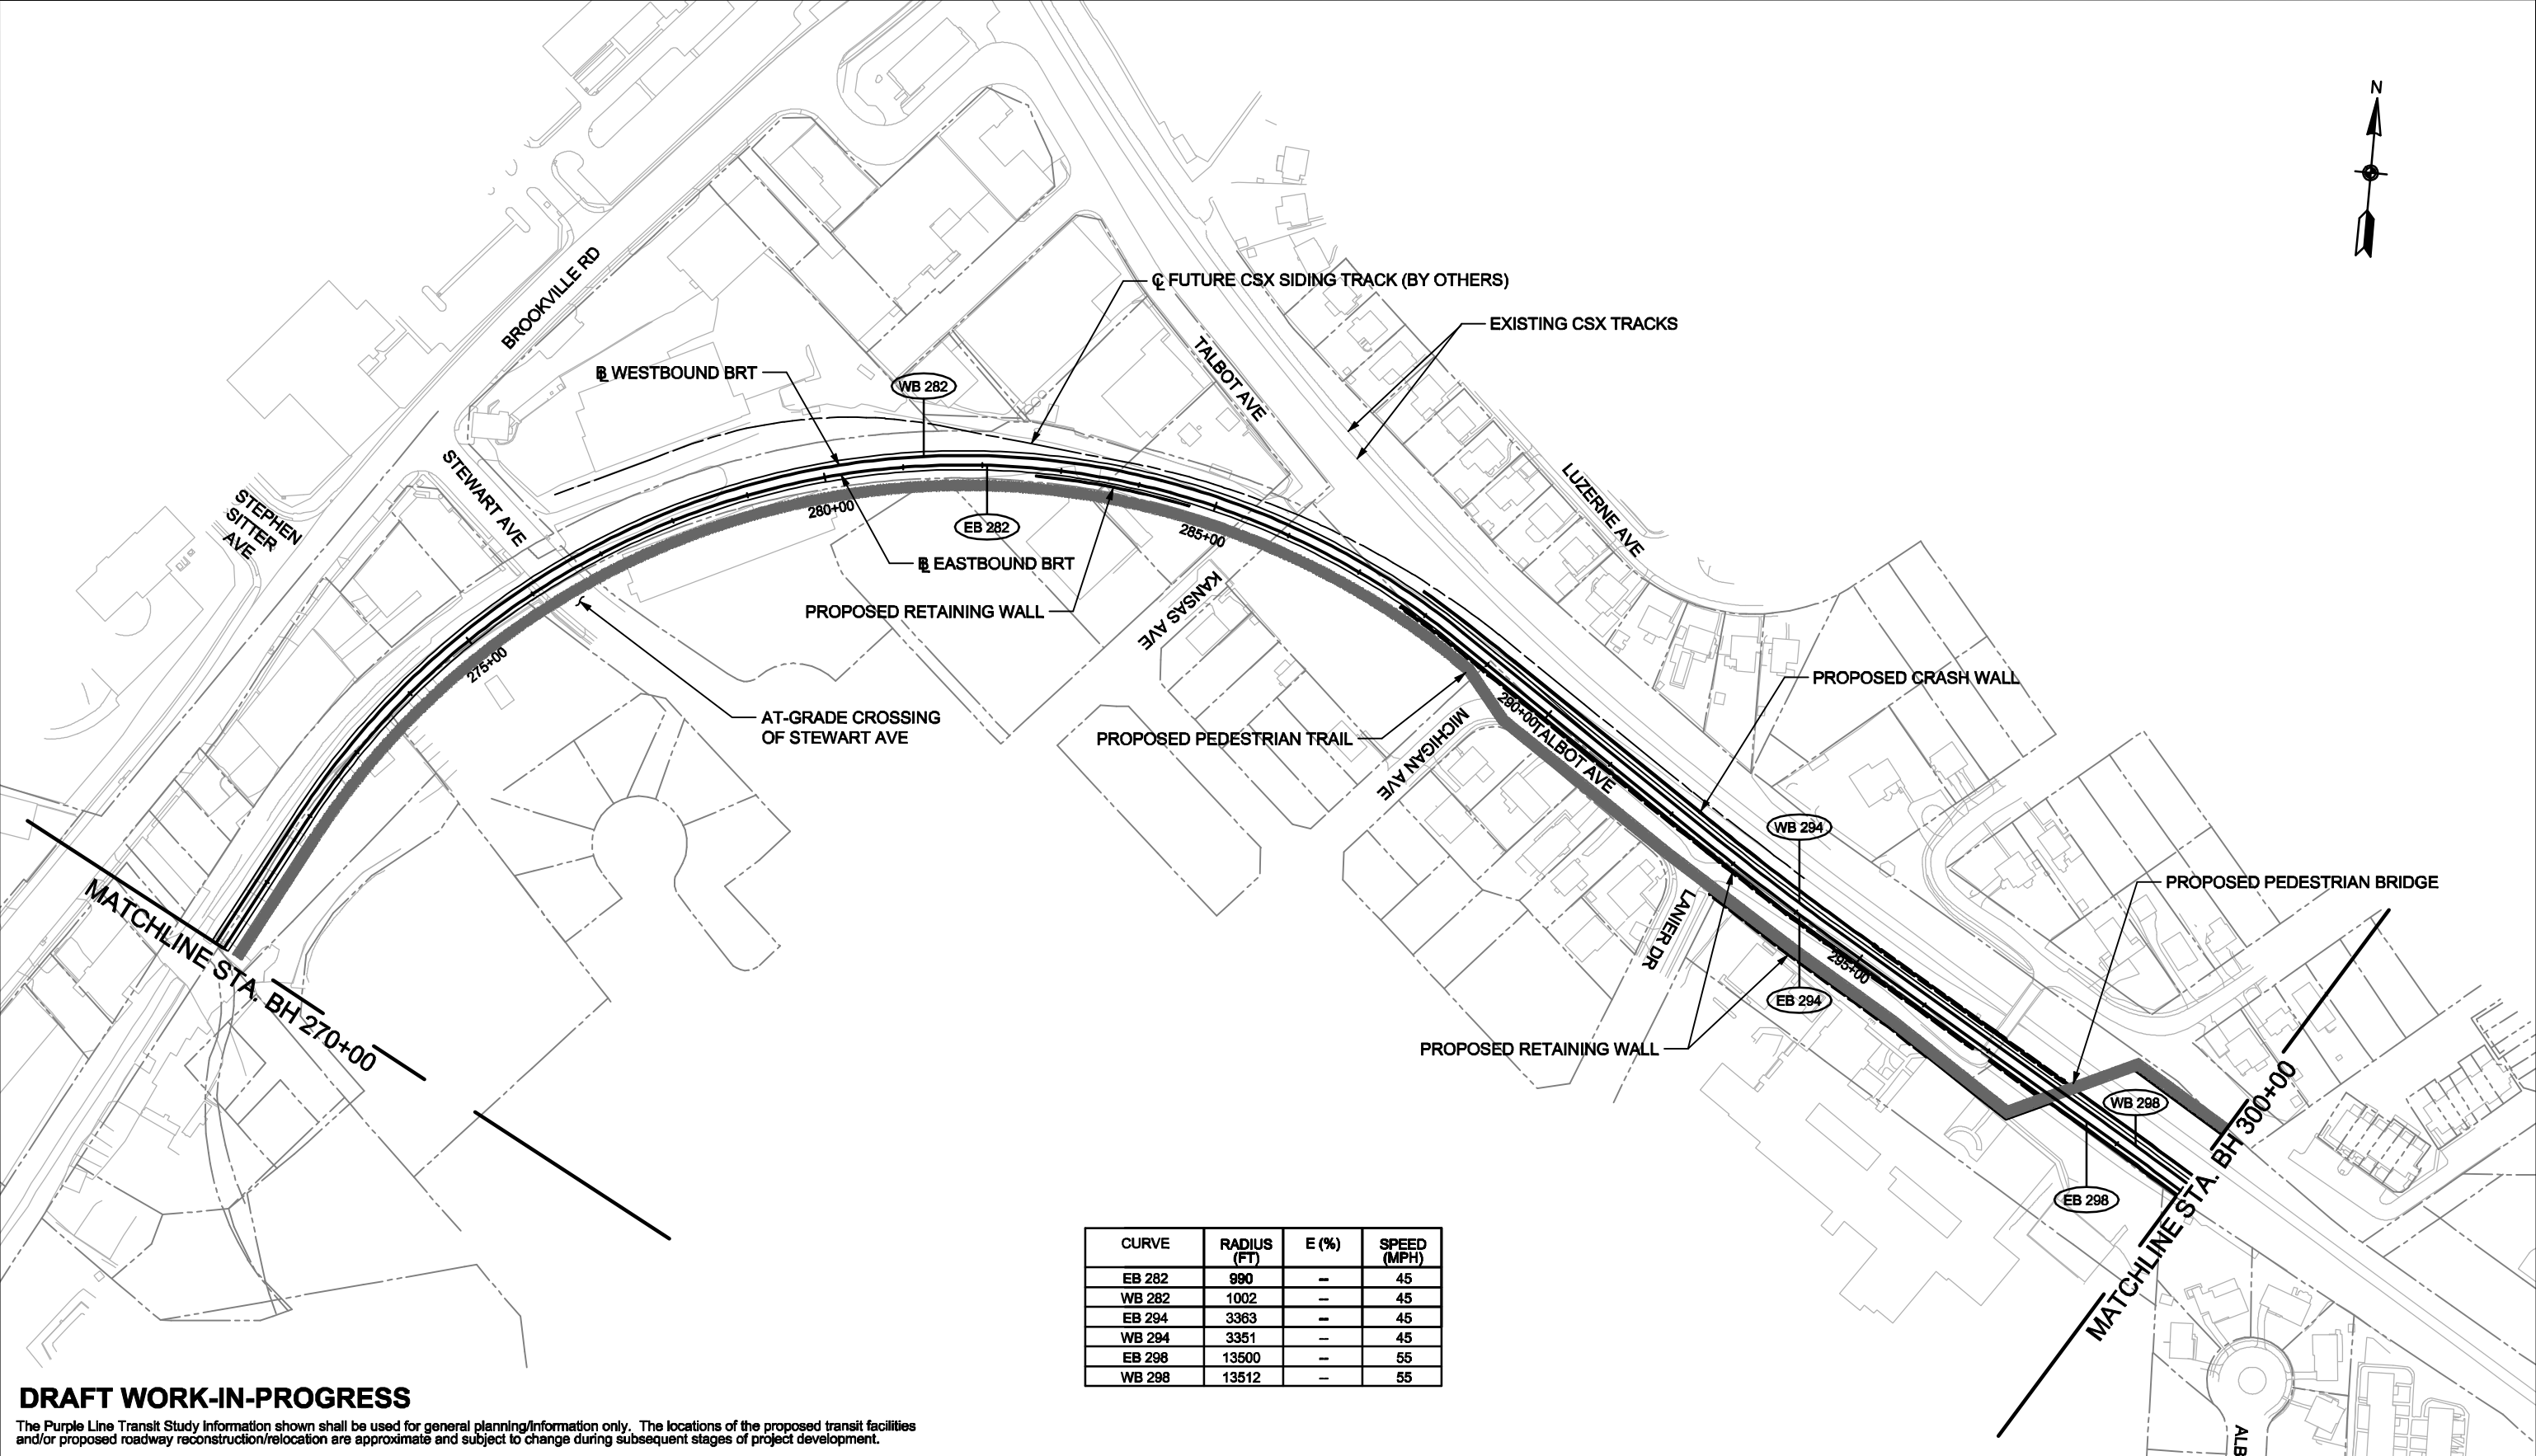 N
BROOKVILLE RD
℄ FUTURE CSX SIDING TRACK (BY OTHERS)
EXISTING CSX TRACKS
TALBOT AVE
BL WESTBOUND BRT
WB 282
STEWART AVE
STEPHEN
SITTER
AVE
LUZERNE AVE
280+00
EB 282
285+00
BL EASTBOUND BRT
PROPOSED RETAINING WALL
KANSAS AVE
275+00
AT-GRADE CROSSING
OF STEWART AVE
PROPOSED PEDESTRIAN TRAIL
MICHIGAN AVE
290+00
TALBOT AVE
PROPOSED CRASH WALL
WB 294
PROPOSED PEDESTRIAN BRIDGE
LANIER DR
295+00
EB 294
PROPOSED RETAINING WALL
MATCHLINE STA. BH 270+00
WB 298
EB 298
MATCHLINE STA. BH 300+00
CURVE RADIUS (FT) E (%) SPEED (MPH)
EB 282 990 – 45
WB 282 1002 – 45
EB 294 3363 – 45
WB 294 3351 – 45
EB 298 13500 – 55
WB 298 13512 – 55
ALB
DRAFT WORK-IN-PROGRESS
The Purple Line Transit Study information shown shall be used for general planning/information only. The locations of the proposed transit facilities
and/or proposed roadway reconstruction/relocation are approximate and subject to change during subsequent stages of project development.